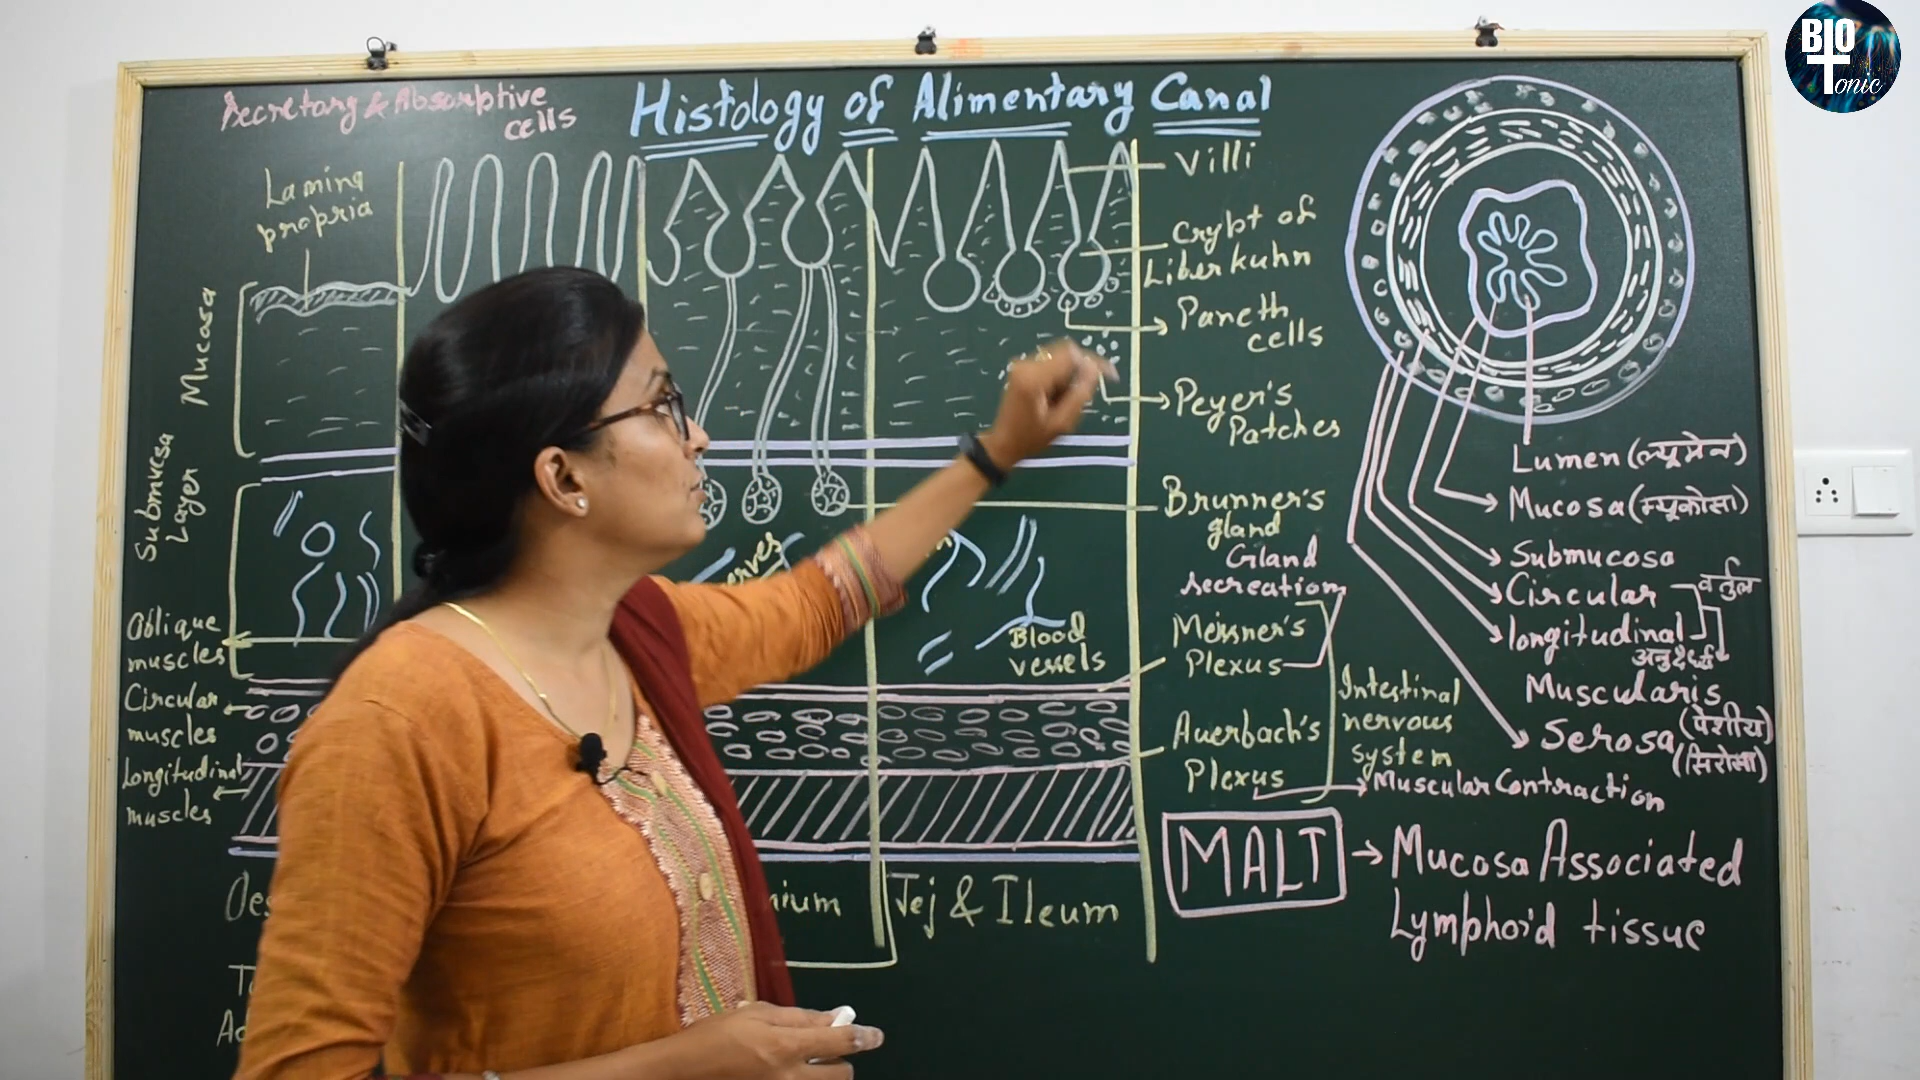 BIO
Tonic
Histology of Alimentary Canal
Secretary & Absorptive
cells
Lamina
propria
Mucosa
Submucosa
Layer
Oblique
muscles
Circular
muscles
Longitudinal
muscles
Villi
Crypt of
Liberkuhn
Paneth
cells
Peyer's
Patches
Brunner's
gland
Gland
secreation
Meissner's
Plexus
Auerbach's
Plexus
Intestinal
nervous
system
Muscular Contraction
Blood
vessels
Jej & Ileum
Lumen (ल्यूमेन)
Mucosa (म्यूकोसा)
Submucosa
Circular वर्तुल
longitudinal
अनुदैर्ध्य
Muscularis
(पेशीय)
Serosa
(सिरोसा)
MALT → Mucosa Associated
Lymphoid tissue